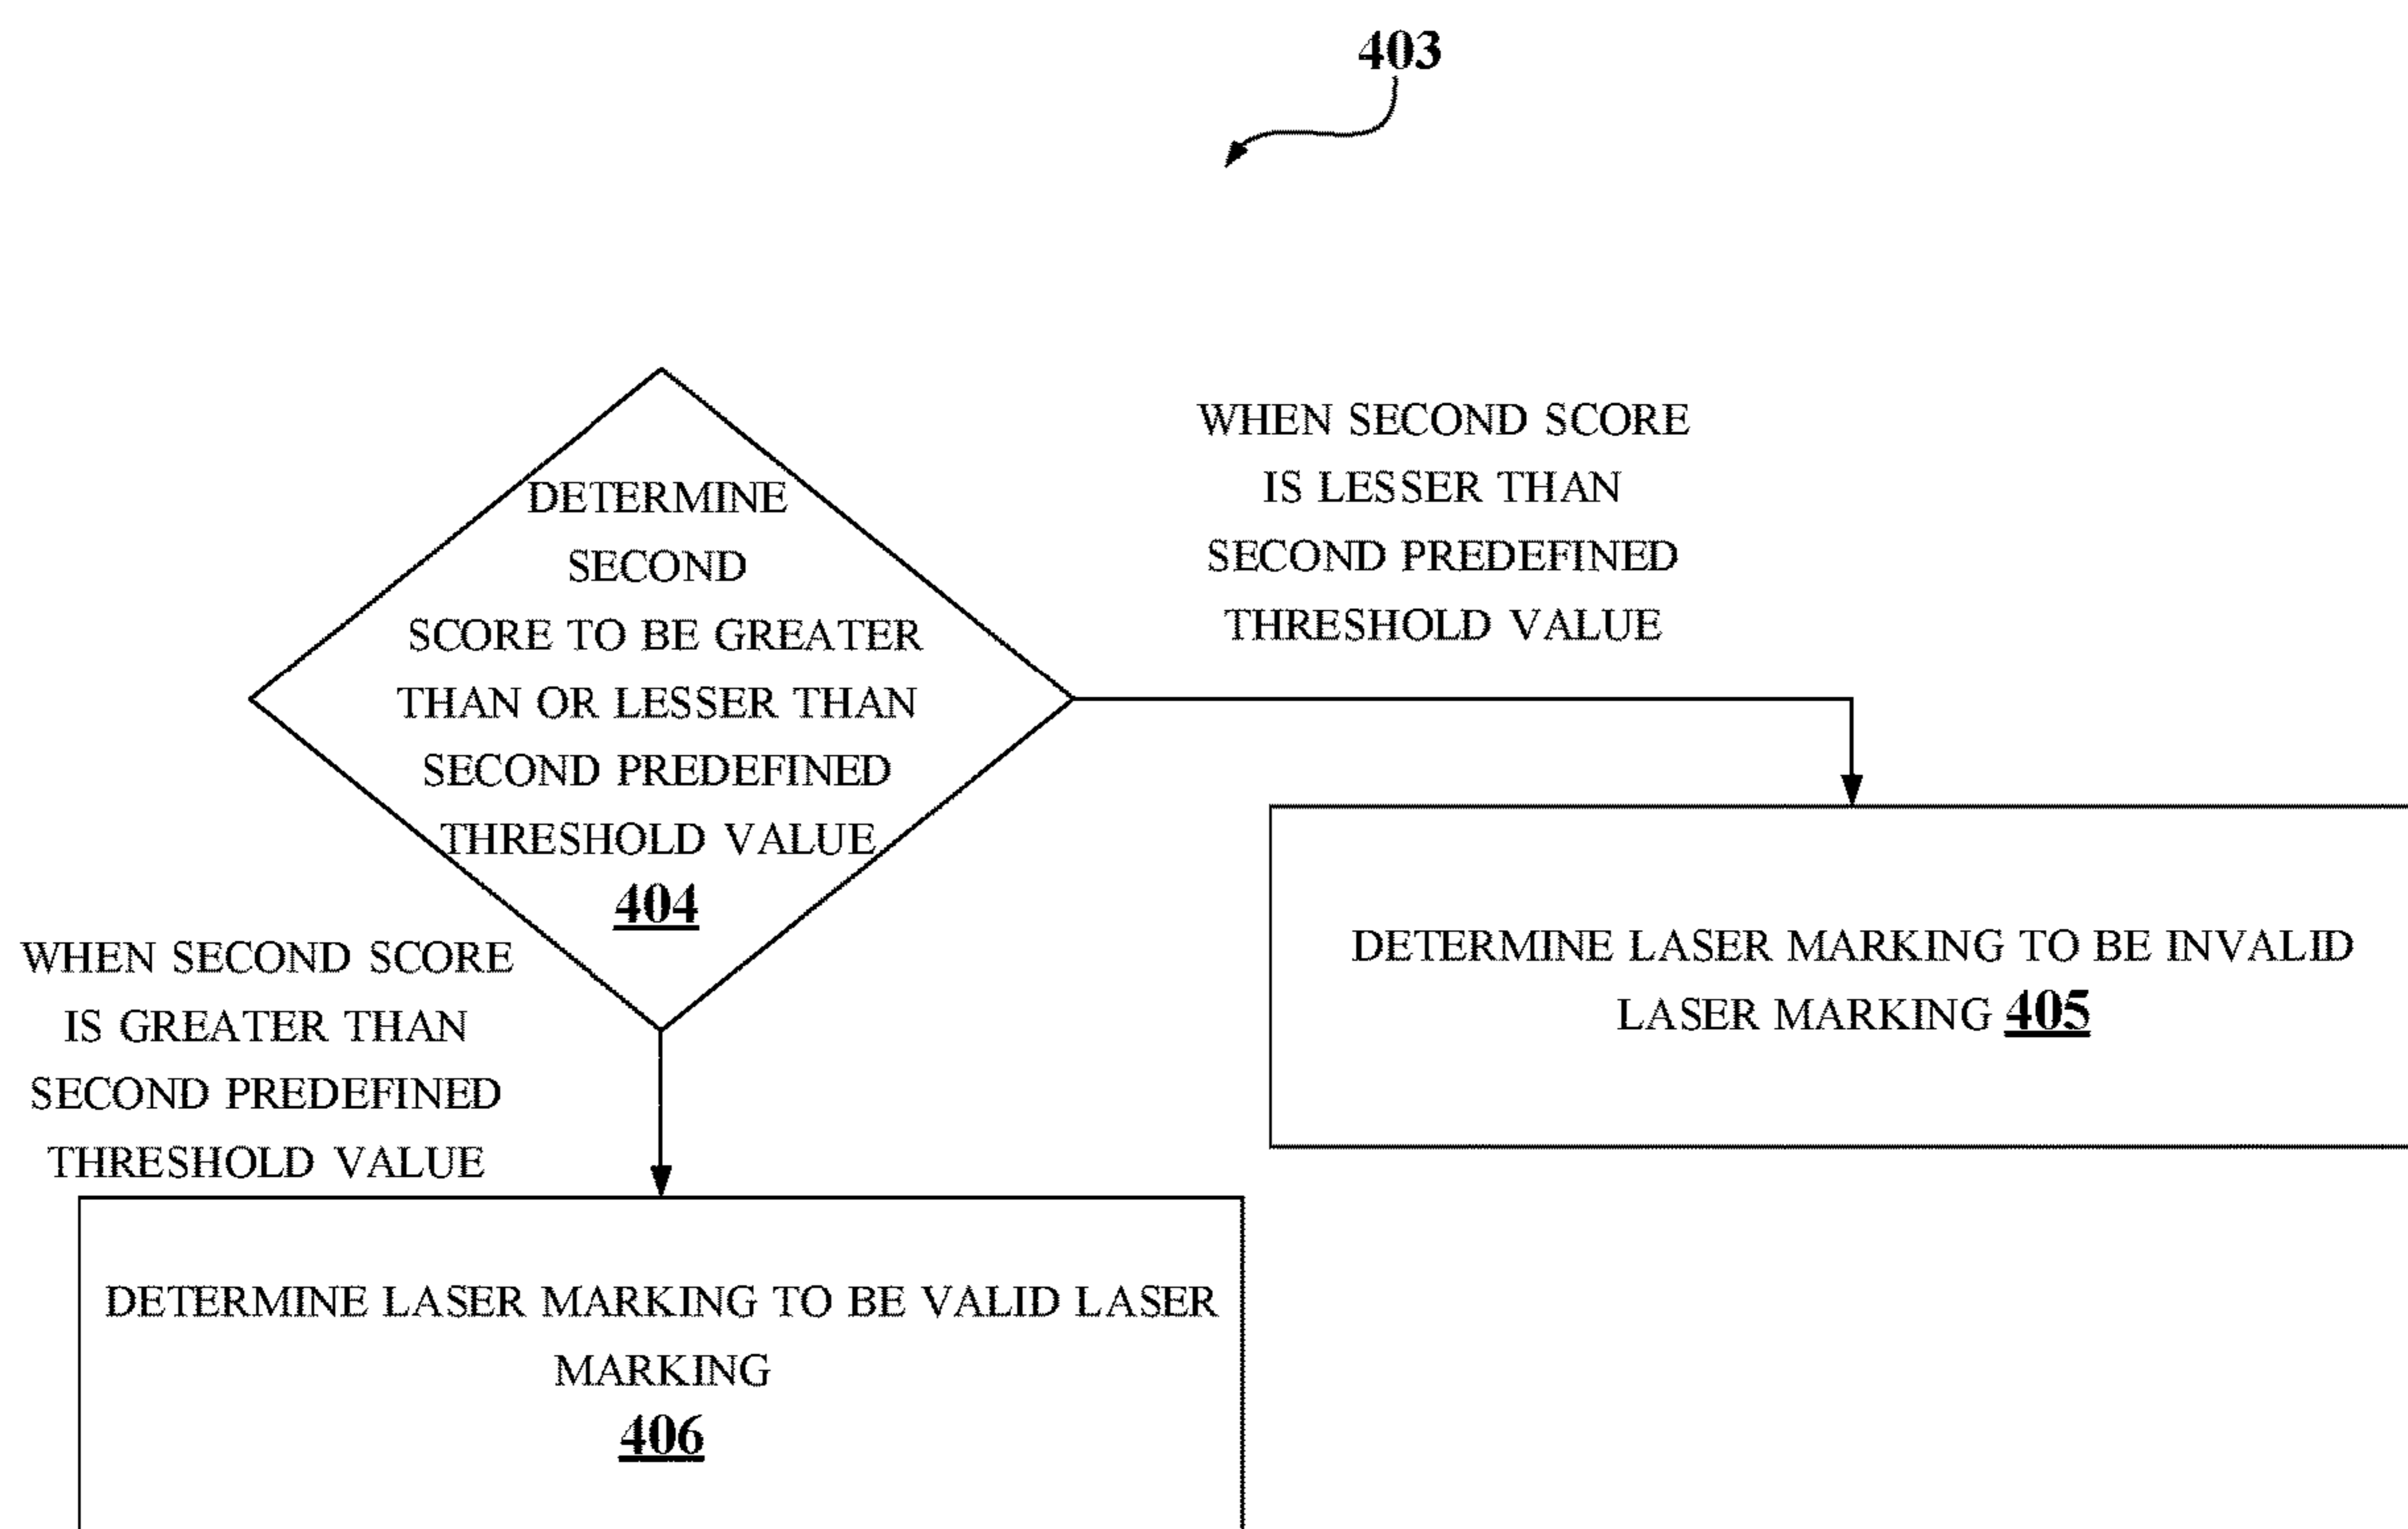 403
DETERMINE
SECOND
SCORE TO BE GREATER
THAN OR LESSER THAN
SECOND PREDEFINED
THRESHOLD VALUE
404
WHEN SECOND SCORE
IS LESSER THAN
SECOND PREDEFINED
THRESHOLD VALUE
DETERMINE LASER MARKING TO BE INVALID
LASER MARKING 405
WHEN SECOND SCORE
IS GREATER THAN
SECOND PREDEFINED
THRESHOLD VALUE
DETERMINE LASER MARKING TO BE VALID LASER
MARKING
406